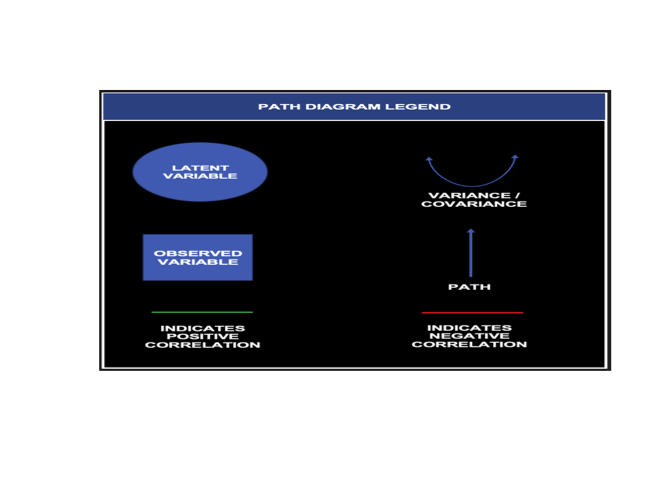 PATH DIAGRAM LEGEND
LATENT
VARIABLE
VARIANCE /
COVARIANCE
OBSERVED
VARIABLE
PATH
INDICATES
POSITIVE
CORRELATION
INDICATES
NEGATIVE
CORRELATION